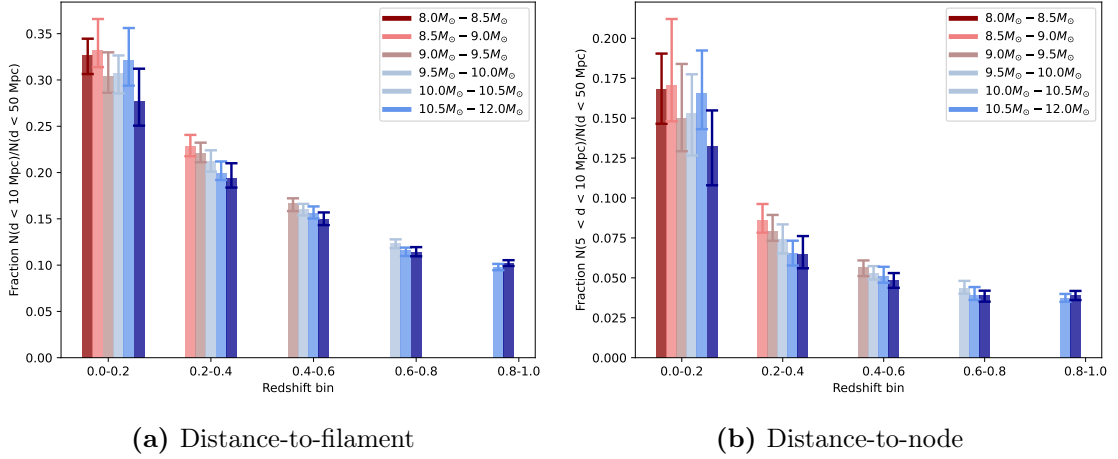 Fraction N(d < 10 Mpc)/N(d < 50 Mpc)
0.35
0.30
0.25
0.20
0.15
0.10
0.05
0.00
8.0M⊙ − 8.5M⊙
8.5M⊙ − 9.0M⊙
9.0M⊙ − 9.5M⊙
9.5M⊙ − 10.0M⊙
10.0M⊙ − 10.5M⊙
10.5M⊙ − 12.0M⊙
0.0-0.2
0.2-0.4
0.4-0.6
0.6-0.8
0.8-1.0
Redshift bin
(a) Distance-to-filament
Fraction N(5 < d < 10 Mpc)/N(d < 50 Mpc)
0.200
0.175
0.150
0.125
0.100
0.075
0.050
0.025
0.000
8.0M⊙ − 8.5M⊙
8.5M⊙ − 9.0M⊙
9.0M⊙ − 9.5M⊙
9.5M⊙ − 10.0M⊙
10.0M⊙ − 10.5M⊙
10.5M⊙ − 12.0M⊙
0.0-0.2
0.2-0.4
0.4-0.6
0.6-0.8
0.8-1.0
Redshift bin
(b) Distance-to-node